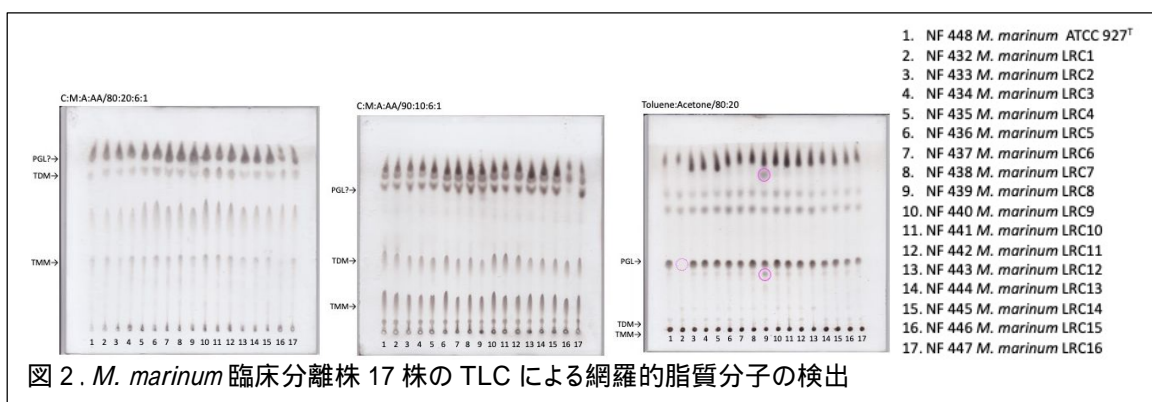 C:M:A:AA/80:20:6:1
PGL?→
TDM→
TMM→
1 2 3 4 5 6 7 8 9 10 11 12 13 14 15 16 17
C:M:A:AA/90:10:6:1
PGL?→
TDM→
TMM→
1 2 3 4 5 6 7 8 9 10 11 12 13 14 15 16 17
Toluene:Acetone/80:20
PGL→
TDM→
TMM→
1 2 3 4 5 6 7 8 9 10 11 12 13 14 15 16 17
1. NF 448 M. marinum ATCC 927ᵀ
2. NF 432 M. marinum LRC1
3. NF 433 M. marinum LRC2
4. NF 434 M. marinum LRC3
5. NF 435 M. marinum LRC4
6. NF 436 M. marinum LRC5
7. NF 437 M. marinum LRC6
8. NF 438 M. marinum LRC7
9. NF 439 M. marinum LRC8
10. NF 440 M. marinum LRC9
11. NF 441 M. marinum LRC10
12. NF 442 M. marinum LRC11
13. NF 443 M. marinum LRC12
14. NF 444 M. marinum LRC13
15. NF 445 M. marinum LRC14
16. NF 446 M. marinum LRC15
17. NF 447 M. marinum LRC16
図 2 . M. marinum 臨床分離株 17 株の TLC による網羅的脂質分子の検出